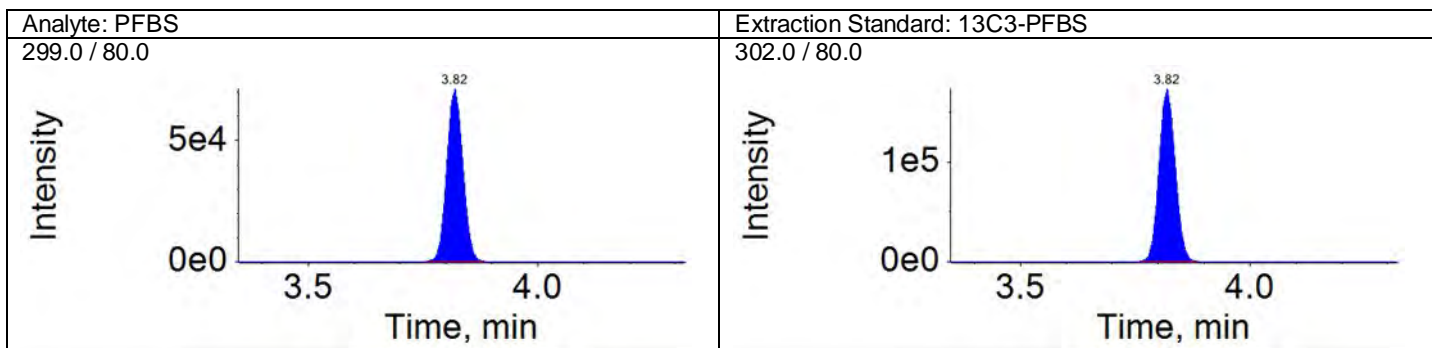 Analyte: PFBS
Extraction Standard: 13C3-PFBS
299.0 / 80.0
302.0 / 80.0
3.82
Intensity
5e4
0e0
3.5
4.0
Time, min
3.82
Intensity
1e5
0e0
3.5
4.0
Time, min